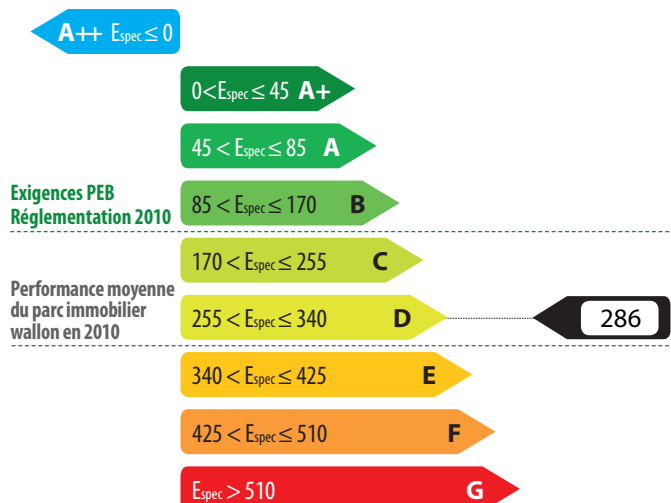 A++ Espec ≤ 0
0<Espec ≤ 45 A+
45 < Espec ≤ 85 A
Exigences PEB
Réglementation 2010
85 < Espec ≤ 170 B
170 < Espec ≤ 255 C
Performance moyenne
du parc immobilier
wallon en 2010
255 < Espec ≤ 340 D
286
340 < Espec ≤ 425 E
425 < Espec ≤ 510 F
Espec > 510 G